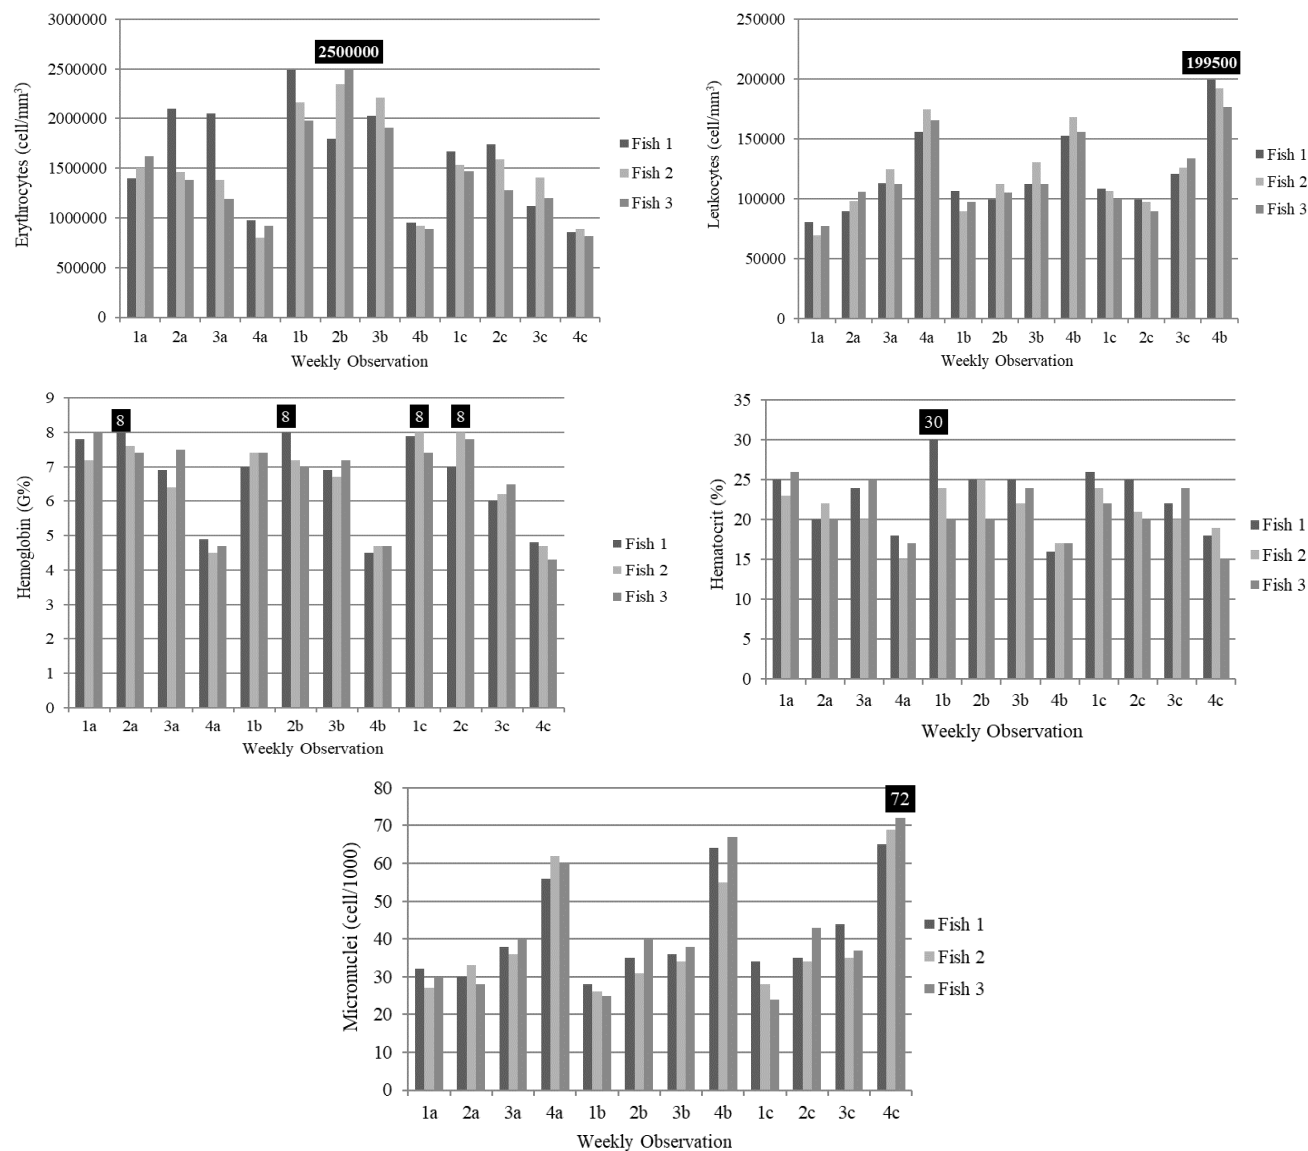 3000000
2500000
2000000
1500000
1000000
500000
0
Erythrocytes (cell/mm³)
2500000
1a 2a 3a 4a 1b 2b 3b 4b 1c 2c 3c 4c
Weekly Observation
Fish 1
Fish 2
Fish 3
250000
200000
150000
100000
50000
0
Leukocytes (cell/mm³)
199500
1a 2a 3a 4a 1b 2b 3b 4b 1c 2c 3c 4b
Weekly Observation
Fish 1
Fish 2
Fish 3
9
8
7
6
5
4
3
2
1
0
Hemoglobin (G%)
8 8 8 8
1a 2a 3a 4a 1b 2b 3b 4b 1c 2c 3c 4c
Weekly Observation
Fish 1
Fish 2
Fish 3
35
30
25
20
15
10
5
0
Hematocrit (%)
30
1a 2a 3a 4a 1b 2b 3b 4b 1c 2c 3c 4c
Weekly Observation
Fish 1
Fish 2
Fish 3
80
70
60
50
40
30
20
10
0
Micromuclei (cell/1000)
72
1a 2a 3a 4a 1b 2b 3b 4b 1c 2c 3c 4c
Weekly Observation
Fish 1
Fish 2
Fish 3